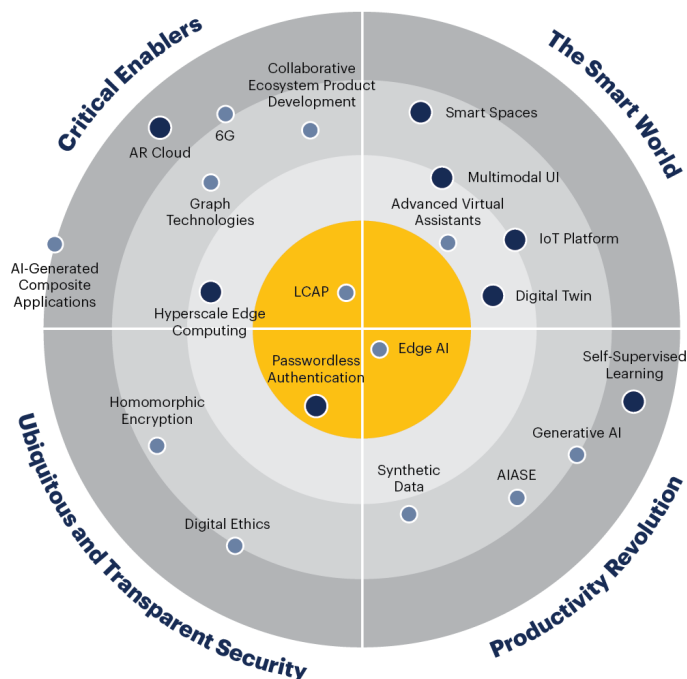 Critical Enablers
The Smart World
Collaborative
Ecosystem Product
Development
6G
AR Cloud
Graph
Technologies
AI-Generated
Composite
Applications
Hyperscale Edge
Computing
LCAP
Smart Spaces
Multimodal UI
Advanced Virtual
Assistants
IoT Platform
Digital Twin
Passwordless
Authentication
Homomorphic
Encryption
Digital Ethics
Ubiquitous and Transparent Security
Edge AI
Self-Supervised
Learning
Generative AI
AIASE
Synthetic
Data
Productivity Revolution